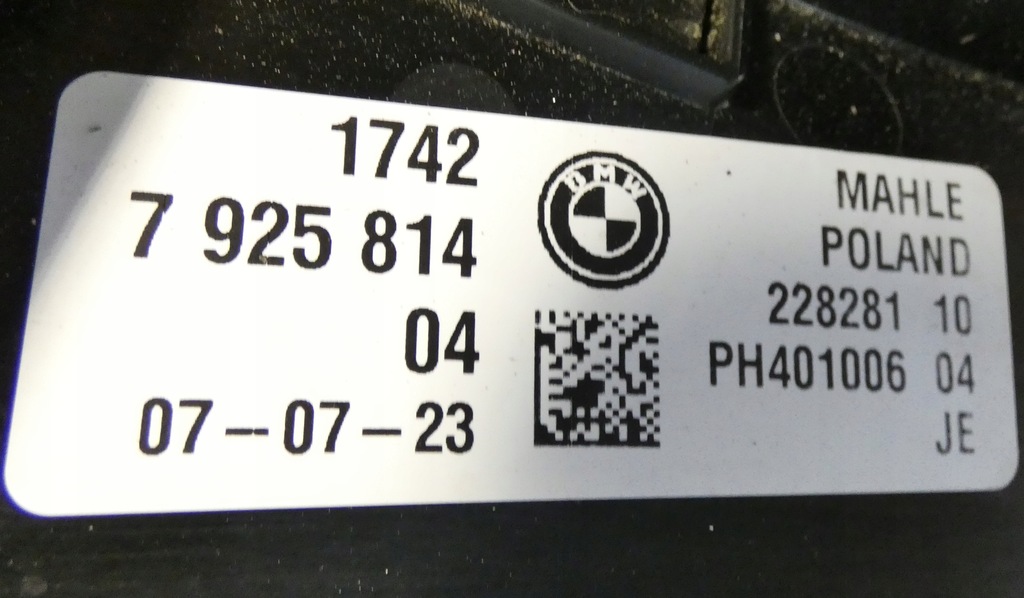 1742
7 925 814
04
07-07-23
BMW
MAHLE
POLAND
228281 10
PH401006 04
JE